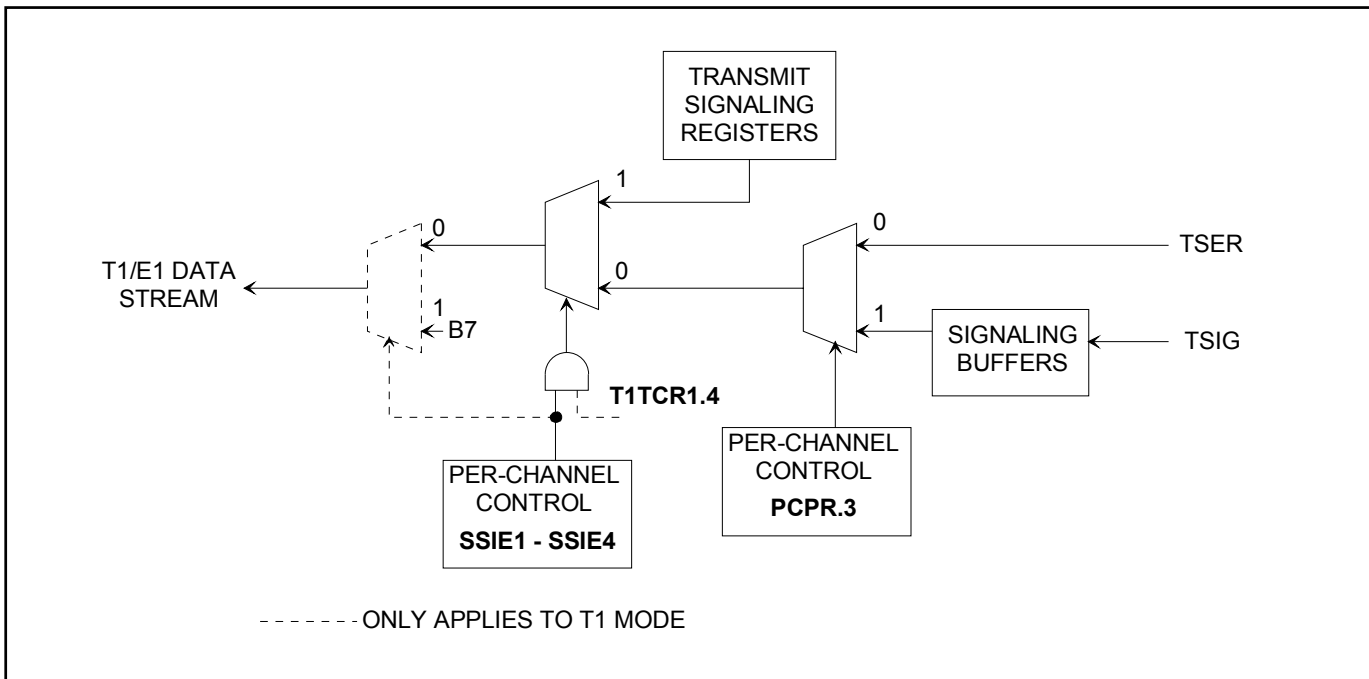 TRANSMIT
SIGNALING
REGISTERS
1
0
0
TSER
T1/E1 DATA
STREAM
0
1
B7
1
SIGNALING
BUFFERS
TSIG
T1TCR1.4
PER-CHANNEL
CONTROL
SSIE1 - SSIE4
PER-CHANNEL
CONTROL
PCPR.3
ONLY APPLIES TO T1 MODE